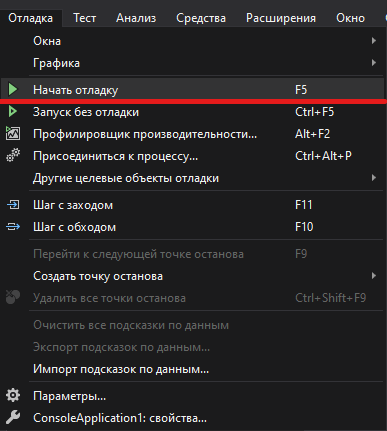 Отладка Тест Анализ Средства Расширения Окно
Окна
Графика
Начать отладку F5
Запуск без отладки Ctrl+F5
Профилировщик производительности... Alt+F2
Присоединиться к процессу... Ctrl+Alt+P
Другие целевые объекты отладки
Шаг с заходом F11
Шаг с обходом F10
Перейти к следующей точке останова F9
Создать точку останова
Удалить все точки останова Ctrl+Shift+F9
Очистить все подсказки по данным
Экспорт подсказок по данным...
Импорт подсказок по данным...
Параметры...
ConsoleApplication1: свойства...